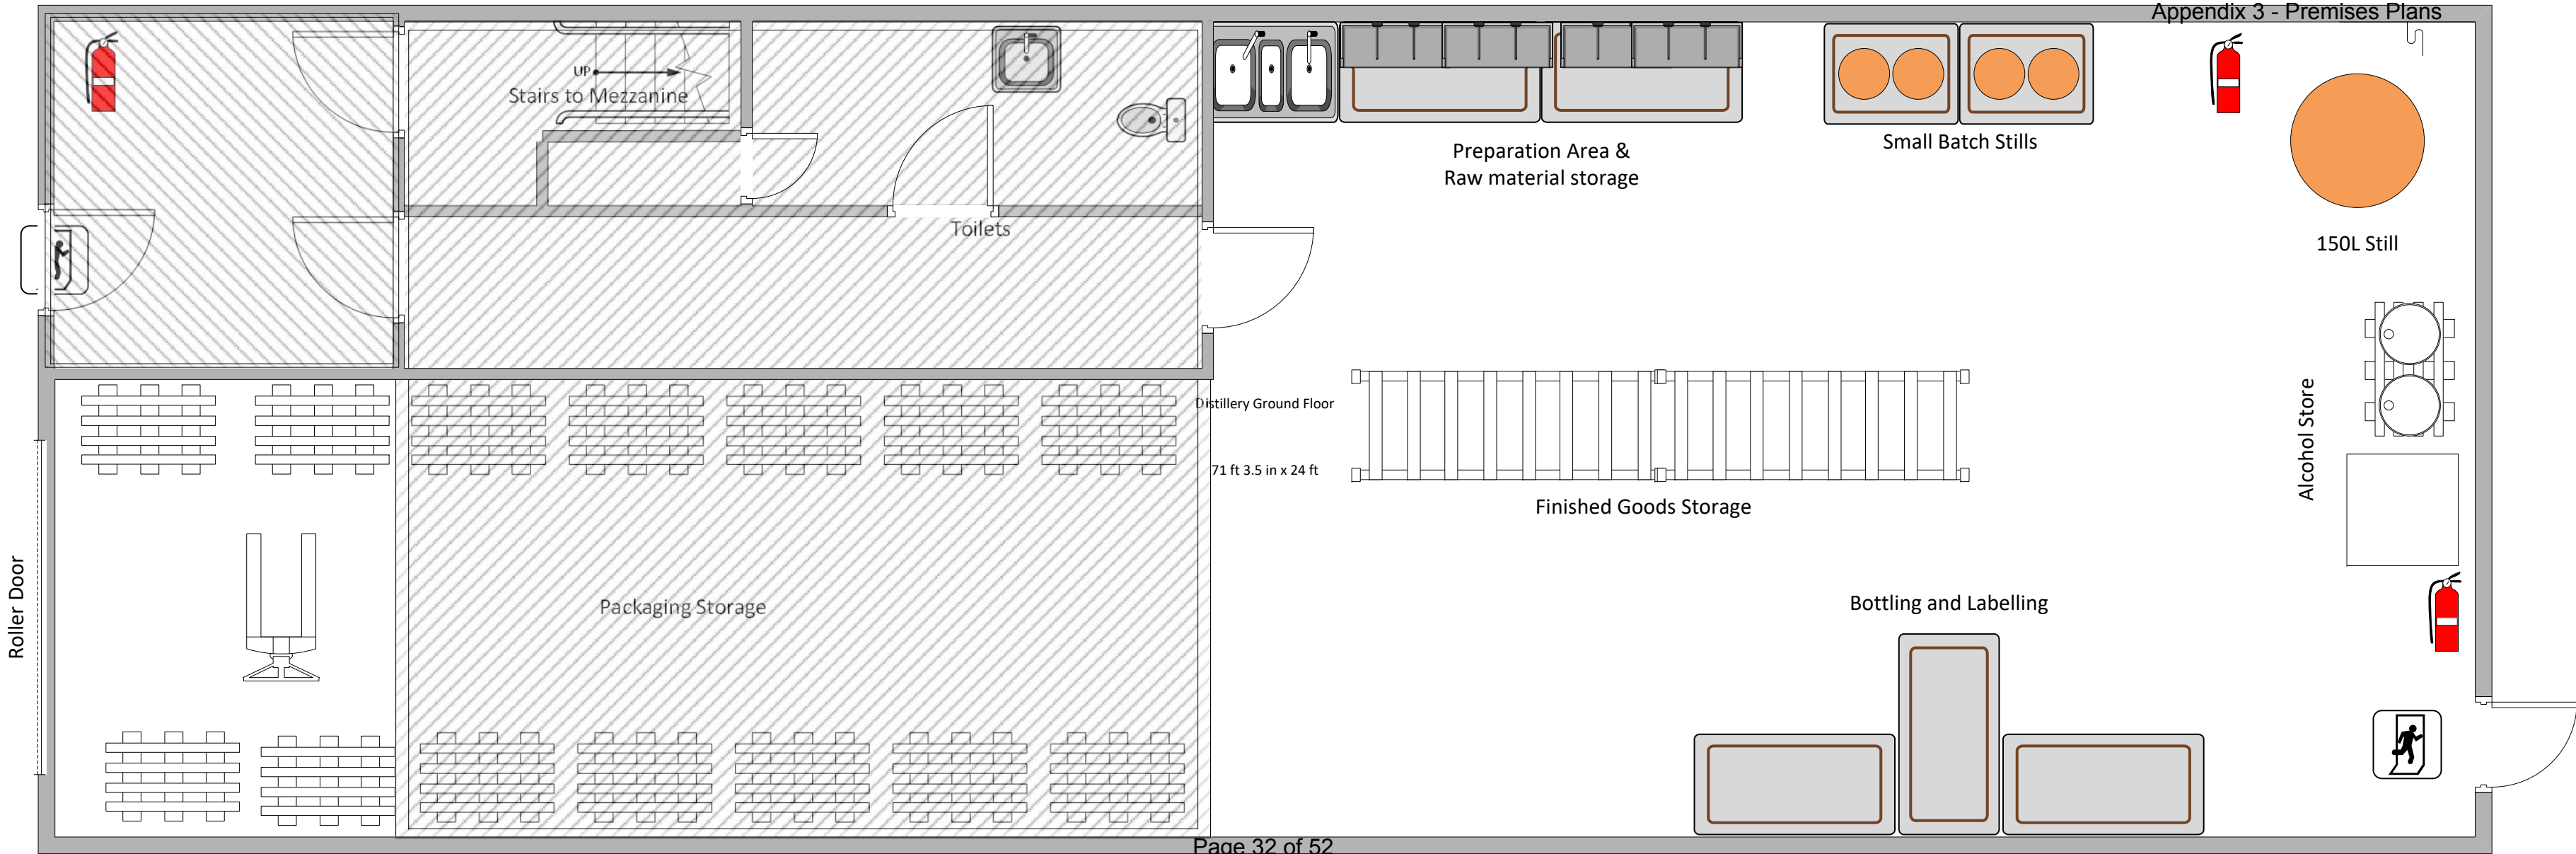 Appendix 3 - Premises Plans
UP
Stairs to Mezzanine
Toilets
Preparation Area &
Raw material storage
Small Batch Stills
150L Still
Distillery Ground Floor
71 ft 3.5 in x 24 ft
Finished Goods Storage
Alcohol Store
Roller Door
Packaging Storage
Bottling and Labelling
Page 32 of 52